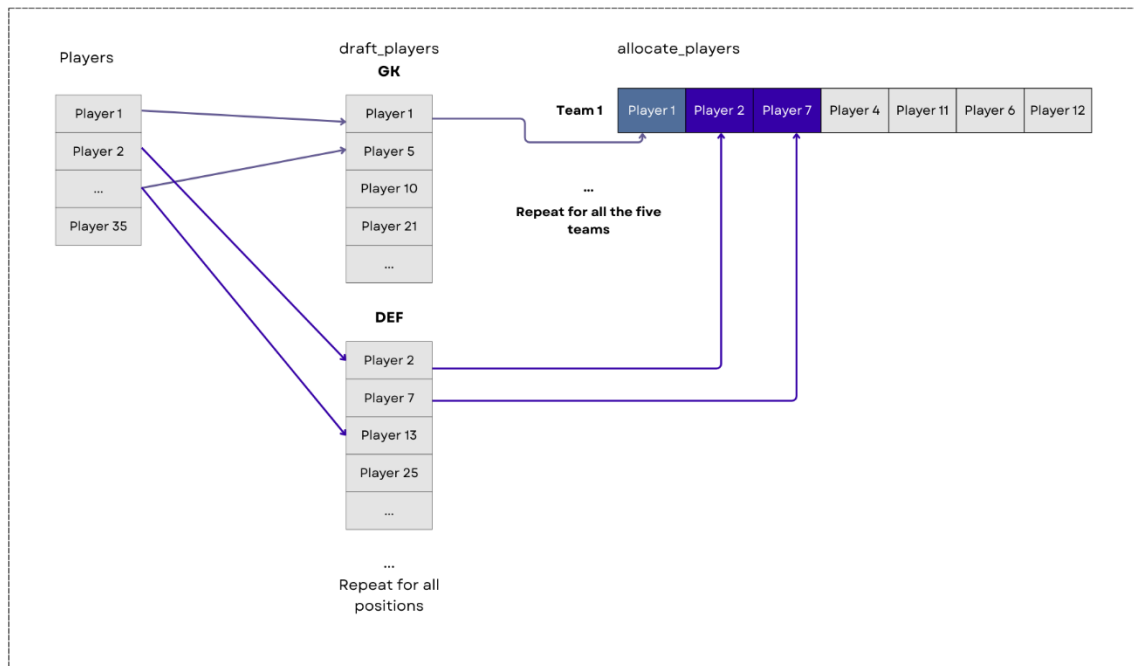 Players
Player 1
Player 2
...
Player 35
draft_players
GK
Player 1
Player 5
Player 10
Player 21
...
DEF
Player 2
Player 7
Player 13
Player 25
...
...
Repeat for all
positions
allocate_players
Team 1 Player 1 Player 2 Player 7 Player 4 Player 11 Player 6 Player 12
...
Repeat for all the five
teams